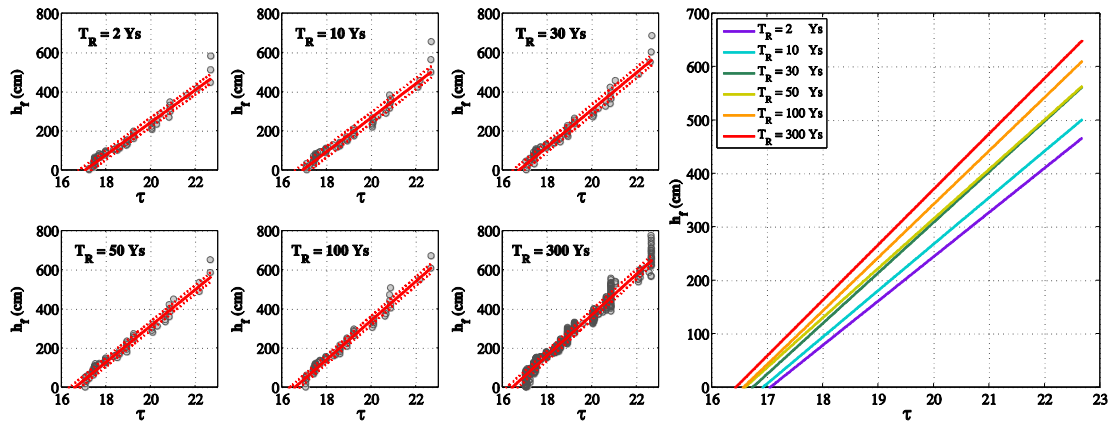 T_R = 2 Ys
800
600
400
200
0
h_f (cm)
16 18 20 22
τ
T_R = 10 Ys
800
600
400
200
0
h_f (cm)
16 18 20 22
τ
T_R = 30 Ys
800
600
400
200
0
h_f (cm)
16 18 20 22
τ
T_R = 50 Ys
800
600
400
200
0
h_f (cm)
16 18 20 22
τ
T_R = 100 Ys
800
600
400
200
0
h_f (cm)
16 18 20 22
τ
T_R = 300 Ys
800
600
400
200
0
h_f (cm)
16 18 20 22
τ
700
600
500
400
300
200
100
0
h_f (cm)
T_R = 2 Ys
T_R = 10 Ys
T_R = 30 Ys
T_R = 50 Ys
T_R = 100 Ys
T_R = 300 Ys
16 17 18 19 20 21 22 23
τ